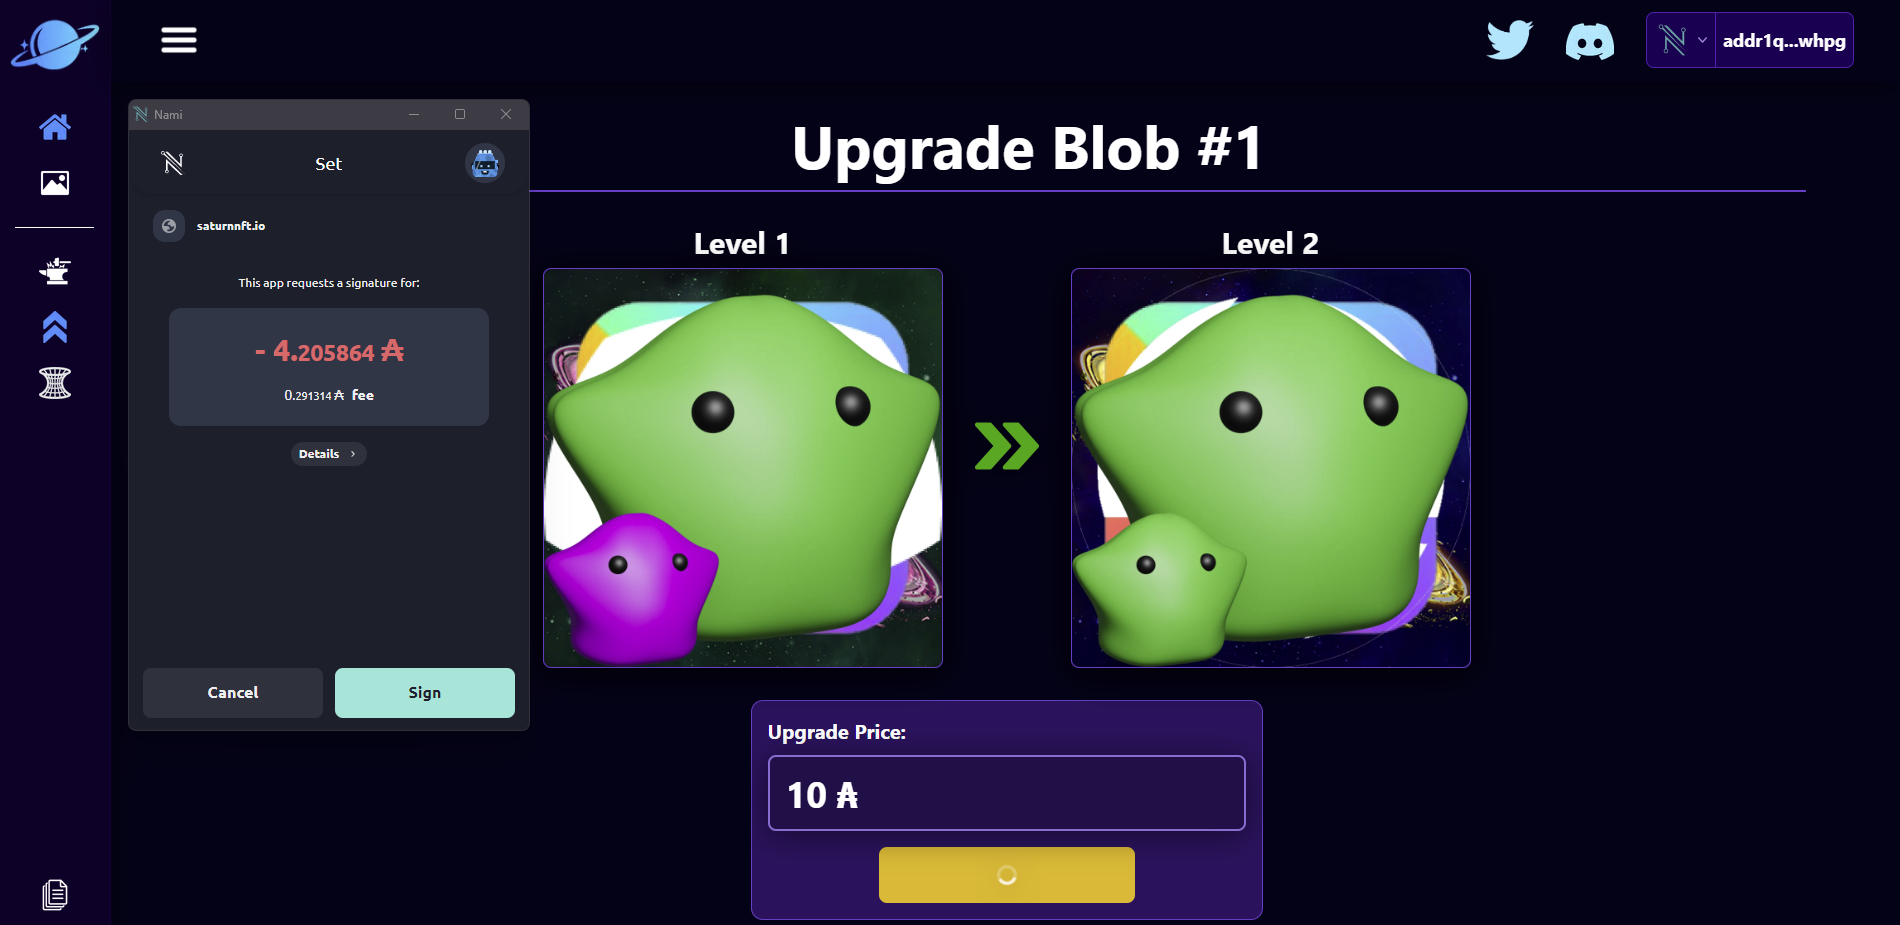 addr1q...whpg
Nami
Set
saturnnft.io
This app requests a signature for:
- 4.205864 ₳
0.291314 ₳ fee
Details
Cancel
Sign
Upgrade Blob #1
Level 1
Level 2
Upgrade Price:
10 ₳